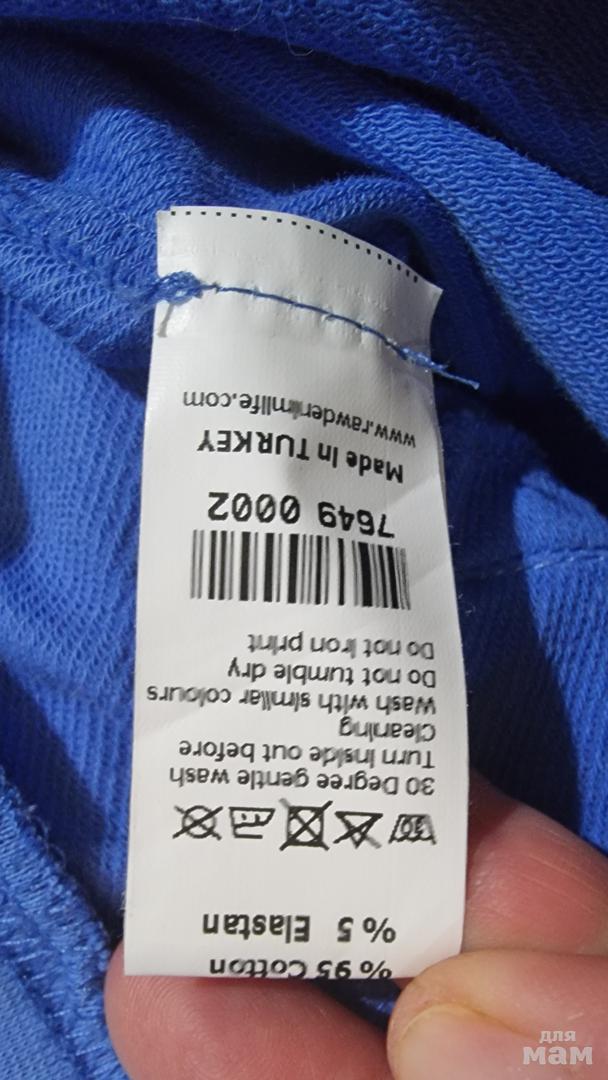 % 95 Cotton
% 5 Elastan
30
30 Degree gentle wash
Turn inside out before
Cleaning
Wash with similar colours
Do not tumble dry
Do not Iron print
7649 0002
Made In TURKEY
www.rawdenimlife.com
для
мам